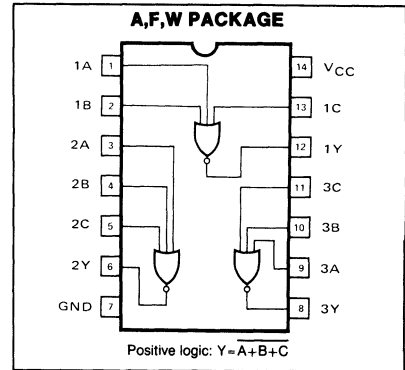 A,F,W PACKAGE
1A 1 14 VCC
1B 2 13 1C
2A 3 12 1Y
2B 4 11 3C
2C 5 10 3B
2Y 6 9 3A
GND 7 8 3Y
Positive logic: Y=A+B+C